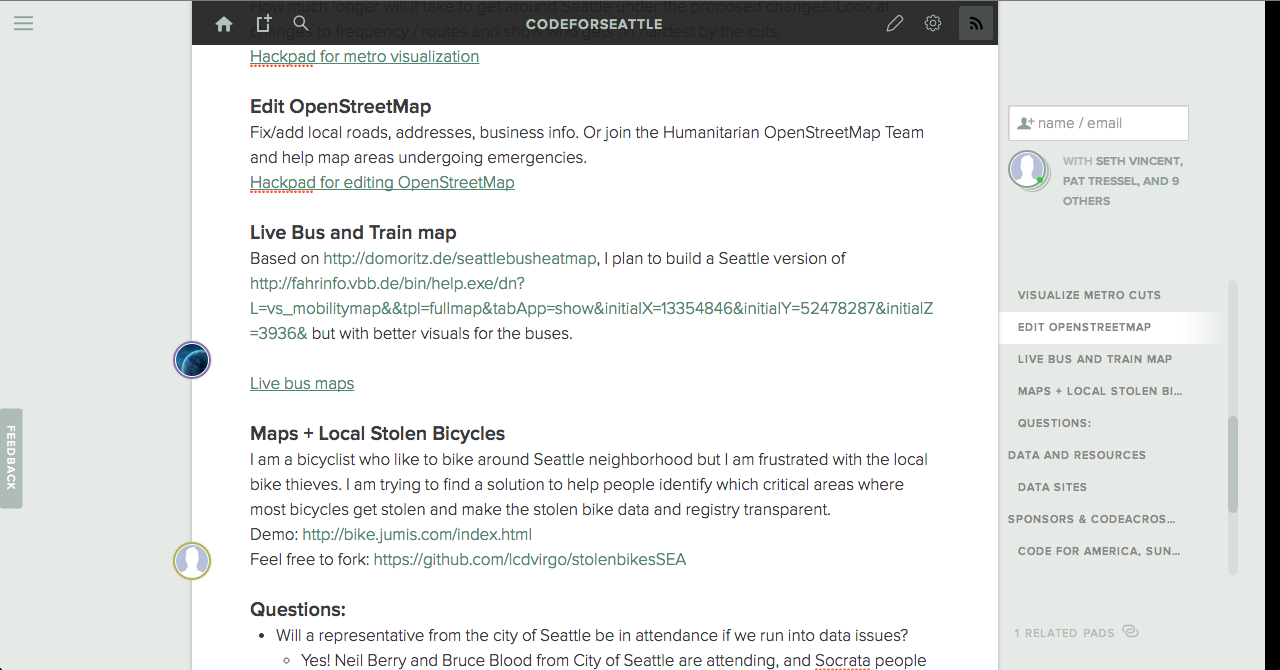 How much longer will it take to get around Seattle under the proposed changes. Look at
changes to frequency / routes and show who gets hit hardest by the cuts.
CODEFORSEATTLE
Hackpad for metro visualization
Edit OpenStreetMap
Fix/add local roads, addresses, business info. Or join the Humanitarian OpenStreetMap Team
and help map areas undergoing emergencies.
Hackpad for editing OpenStreetMap
Live Bus and Train map
Based on http://domoritz.de/seattlebusheatmap, I plan to build a Seattle version of
http://fahrinfo.vbb.de/bin/help.exe/dn?
L=vs_mobilitymap&&tpl=fullmap&tabApp=show&initialX=13354846&initialY=52478287&initialZ
=3936& but with better visuals for the buses.
Live bus maps
Maps + Local Stolen Bicycles
I am a bicyclist who like to bike around Seattle neighborhood but I am frustrated with the local
bike thieves. I am trying to find a solution to help people identify which critical areas where
most bicycles get stolen and make the stolen bike data and registry transparent.
Demo: http://bike.jumis.com/index.html
Feel free to fork: https://github.com/lcdvirgo/stolenbikesSEA
Questions:
• Will a representative from the city of Seattle be in attendance if we run into data issues?
◦ Yes! Neil Berry and Bruce Blood from City of Seattle are attending, and Socrata people
FEEDBACK
name / email
WITH SETH VINCENT,
PAT TRESSEL, AND 9
OTHERS
VISUALIZE METRO CUTS
EDIT OPENSTREETMAP
LIVE BUS AND TRAIN MAP
MAPS + LOCAL STOLEN BI...
QUESTIONS:
DATA AND RESOURCES
DATA SITES
SPONSORS & CODEACROS...
CODE FOR AMERICA, SUN...
1 RELATED PADS